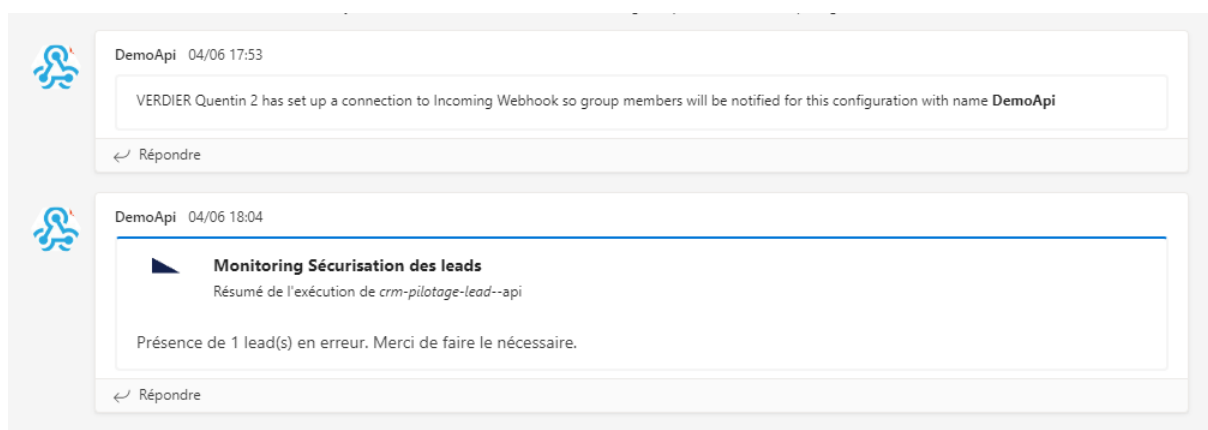 DemoApi 04/06 17:53
VERDIER Quentin 2 has set up a connection to Incoming Webhook so group members will be notified for this configuration with name DemoApi
Répondre
DemoApi 04/06 18:04
Monitoring Sécurisation des leads
Résumé de l'exécution de crm-pilotage-lead--api
Présence de 1 lead(s) en erreur. Merci de faire le nécessaire.
Répondre